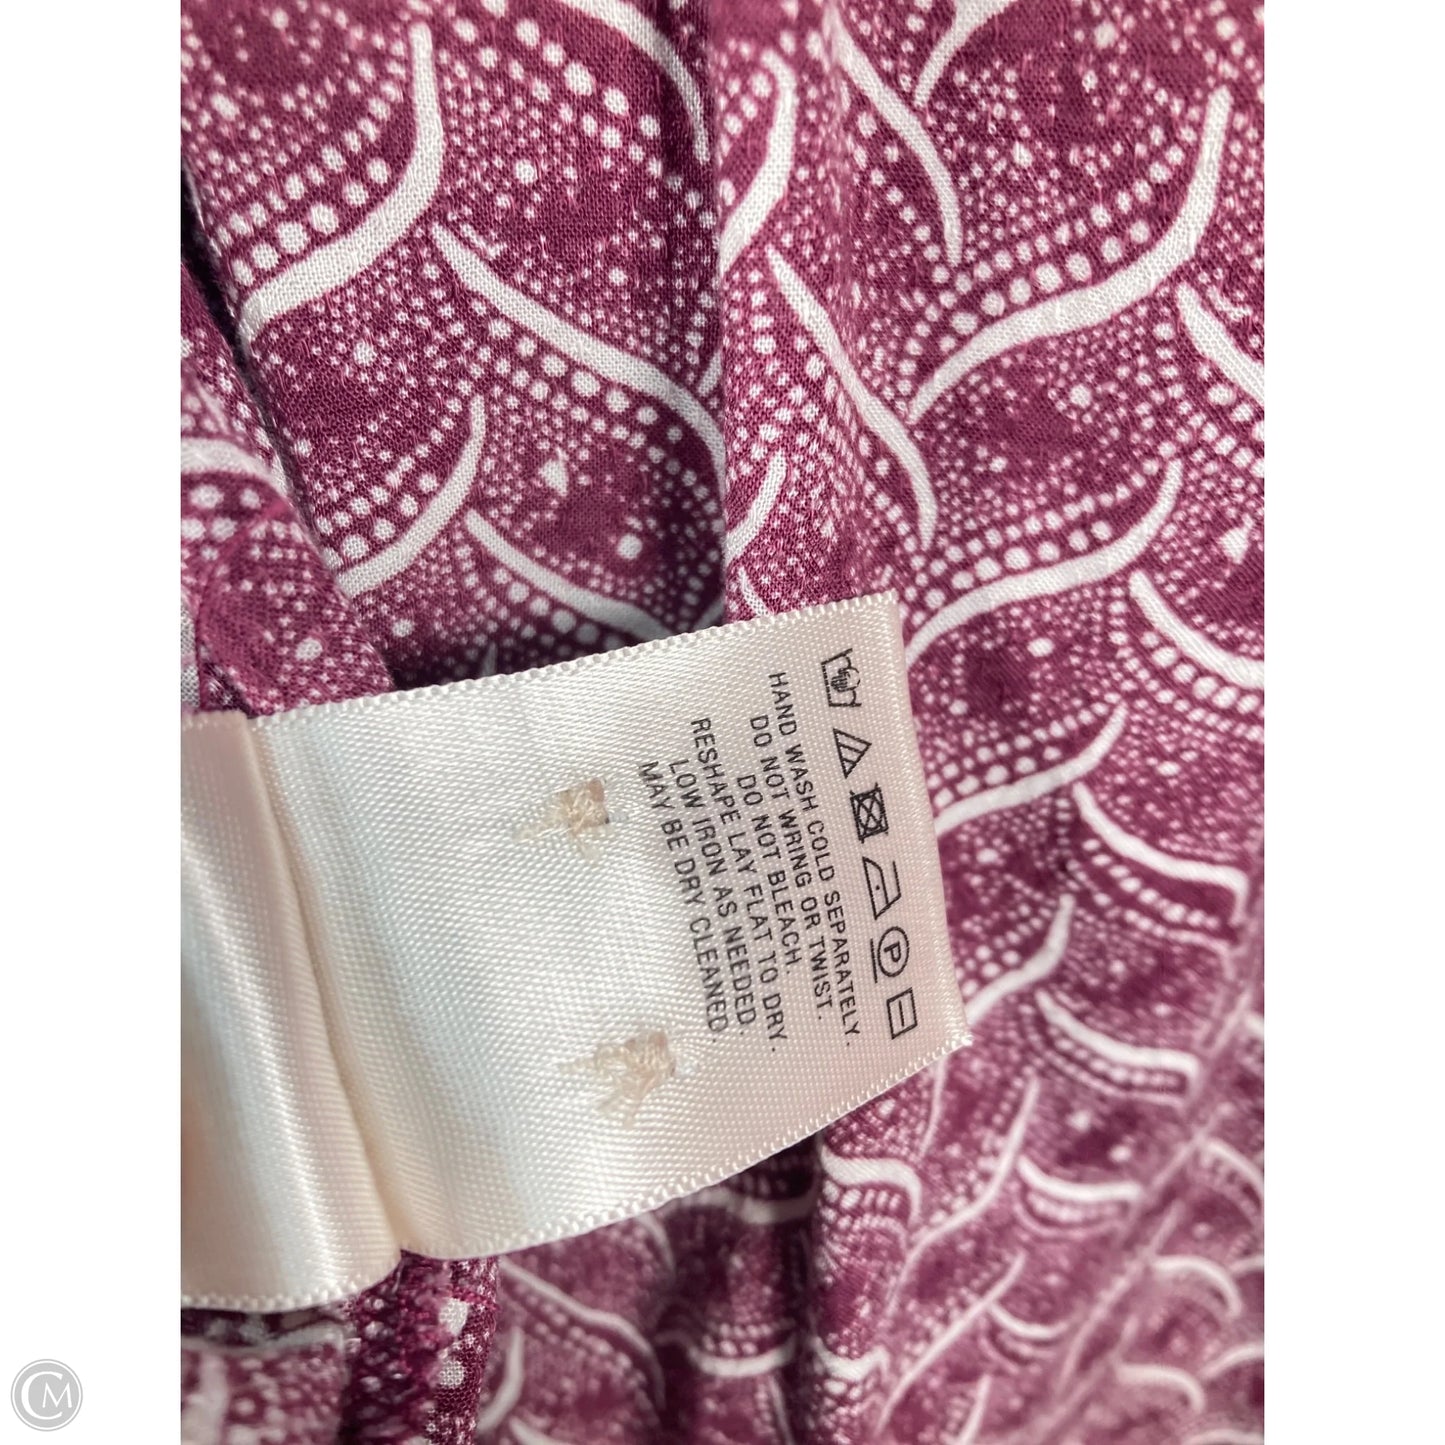 HAND WASH COLD SEPARATELY.
DO NOT WRING OR TWIST.
DO NOT BLEACH.
RESHAPE LAY FLAT TO DRY.
LOW IRON AS NEEDED.
MAY BE DRY CLEANED.
P
CM